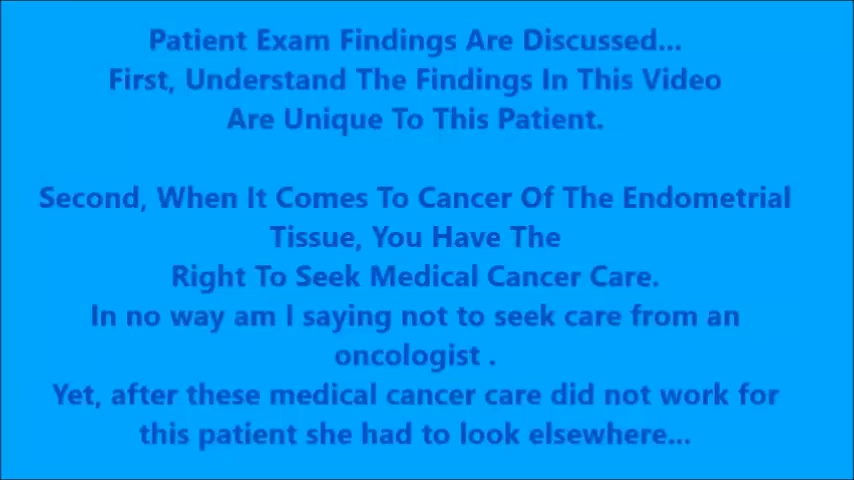 Patient Exam Findings Are Discussed...
First, Understand The Findings In This Video
Are Unique To This Patient.
Second, When It Comes To Cancer Of The Endometrial
Tissue, You Have The
Right To Seek Medical Cancer Care.
In no way am I saying not to seek care from an
oncologist .
Yet, after these medical cancer care did not work for
this patient she had to look elsewhere...